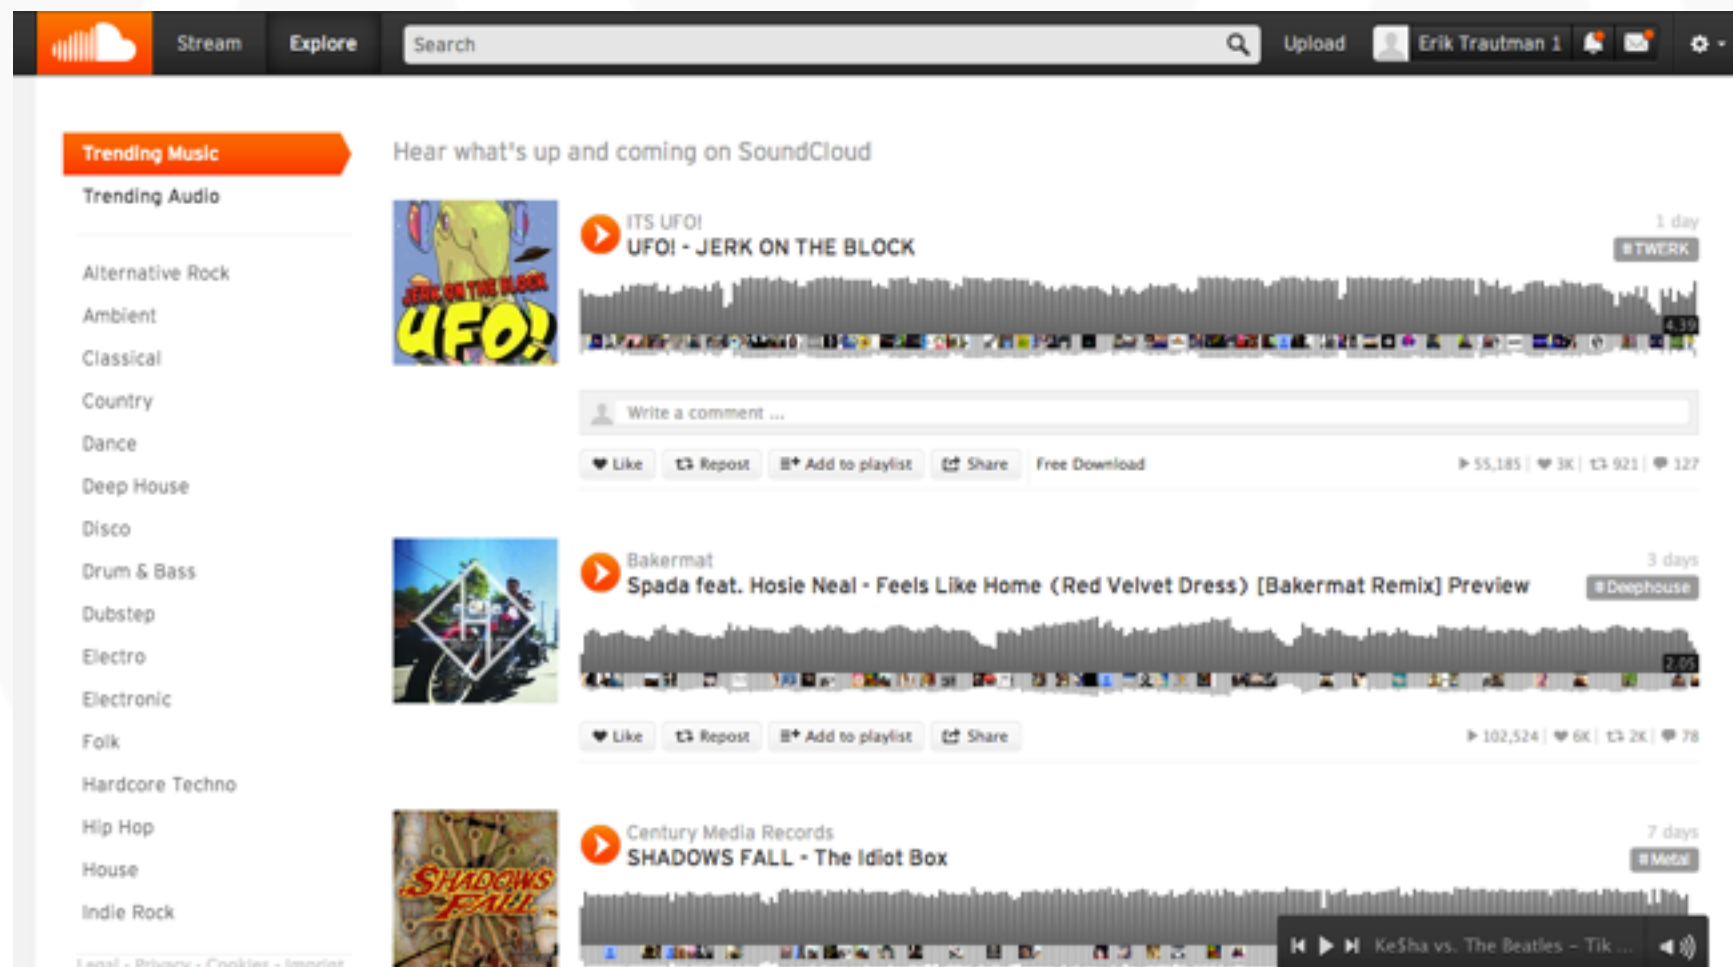 Stream
Explore
Search
Upload
Erik Trautman 1
Trending Music
Trending Audio
Alternative Rock
Ambient
Classical
Country
Dance
Deep House
Disco
Drum & Bass
Dubstep
Electro
Electronic
Folk
Hardcore Techno
Hip Hop
House
Indie Rock
Legal - Privacy - Cookies - Imprint
Hear what's up and coming on SoundCloud
JERK ON THE BLOCK
UFO!
ITS UFO!
1 day
UFO! - JERK ON THE BLOCK
#TWERK
4.39
Write a comment ...
Like
Repost
Add to playlist
Share
Free Download
55,185
3K
921
127
Bakermat
3 days
Spada feat. Hosie Neal - Feels Like Home (Red Velvet Dress) [Bakermat Remix] Preview
#Deephouse
2.05
Like
Repost
Add to playlist
Share
102,524
6K
2K
78
SHADOWS
FALL
Century Media Records
7 days
SHADOWS FALL - The Idiot Box
#Metal
Ke$ha vs. The Beatles – Tik ...